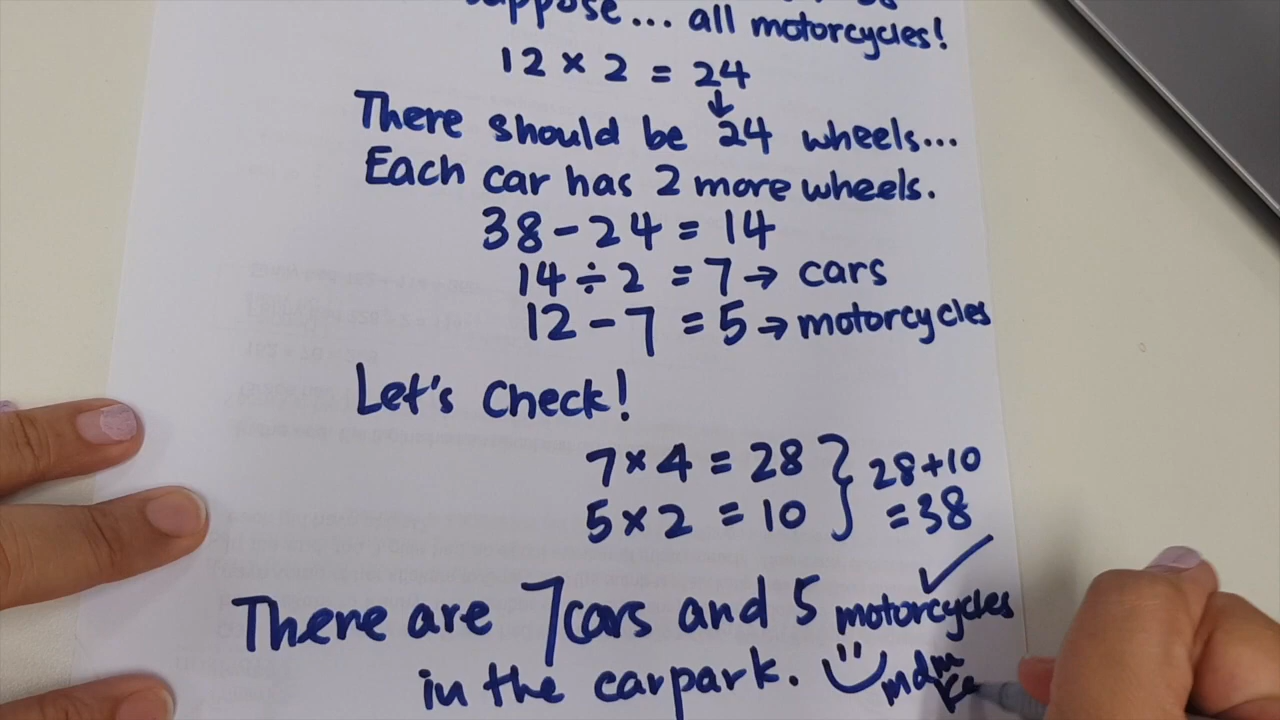 suppose... all motorcycles!
12 × 2 = 24
↓
There should be 24 wheels...
Each car has 2 more wheels.
38 - 24 = 14
14 ÷ 2 = 7 → cars
12 - 7 = 5 → motorcycles
Let's Check!
7 × 4 = 28 } 28 + 10
5 × 2 = 10 } = 38
✓
There are 7 cars and 5 motorcycles
in the carpark. mdm